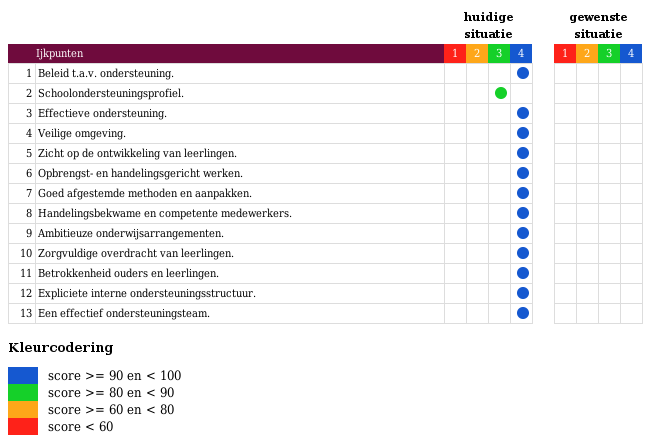 huidige situatie
gewenste situatie
Ijkpunten 1 2 3 4 1 2 3 4
1 Beleid t.a.v. ondersteuning.
2 Schoolondersteuningsprofiel.
3 Effectieve ondersteuning.
4 Veilige omgeving.
5 Zicht op de ontwikkeling van leerlingen.
6 Opbrengst- en handelingsgericht werken.
7 Goed afgestemde methoden en aanpakken.
8 Handelingsbekwame en competente medewerkers.
9 Ambitieuze onderwijsarrangementen.
10 Zorgvuldige overdracht van leerlingen.
11 Betrokkenheid ouders en leerlingen.
12 Expliciete interne ondersteuningsstructuur.
13 Een effectief ondersteuningsteam.
Kleurcodering
score >= 90 en < 100
score >= 80 en < 90
score >= 60 en < 80
score < 60